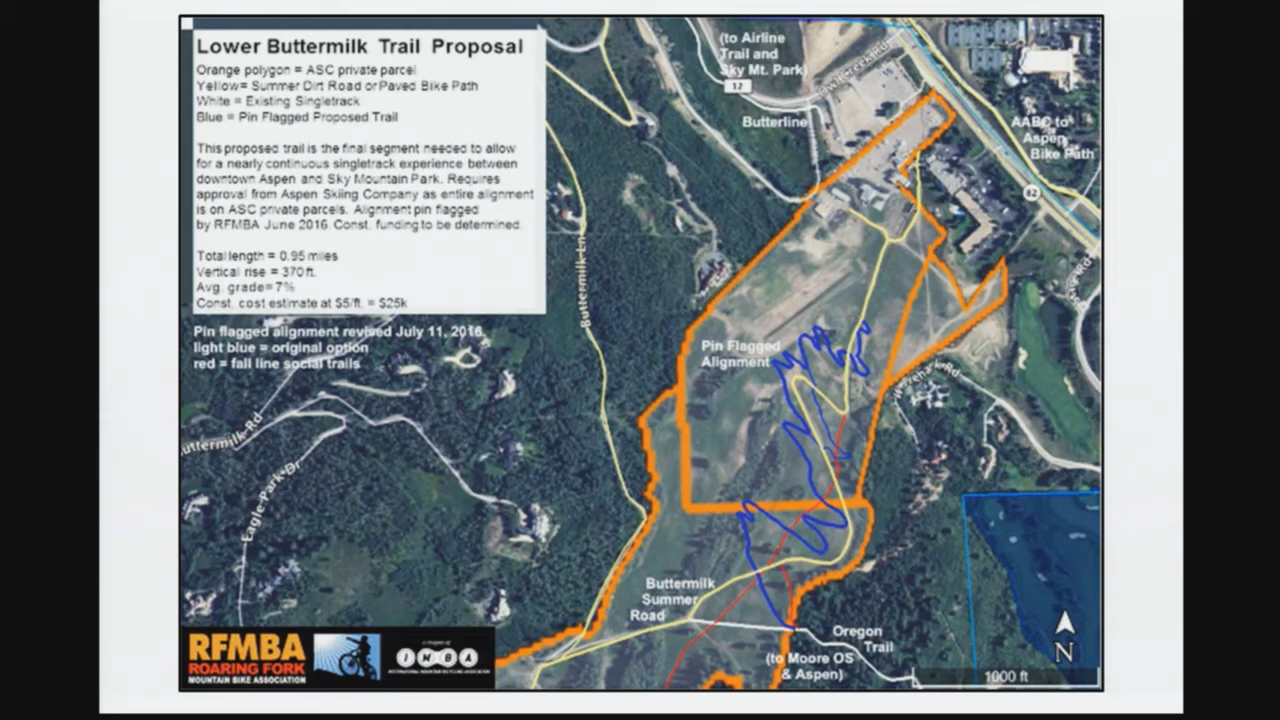 Lower Buttermilk Trail Proposal
Orange polygon = ASC private parcel
Yellow= Summer Dirt Road or Paved Bike Path
White = Existing Singletrack
Blue = Pin Flagged Proposed Trail
This proposed trail is the final segment needed to allow
for a nearly continuous singletrack experience between
downtown Aspen and Sky Mountain Park. Requires
approval from Aspen Skiing Company as entire alignment
is on ASC private parcels. Alignment pin flagged
by RFMBA June 2016. Const. funding to be determined.
Total length = 0.95 miles
Vertical rise = 370 ft.
Avg. grade= 7%
Const. cost estimate at $5/ft. = $25k
Pin flagged alignment revised July 11, 2016.
light blue = original option
red = fall line social trails
(to Airline
Trail and
Sky Mt. Park)
12
Butterline
AABC to
Aspen
Bike Path
82
Buttermilk Ln
Pin Flagged
Alignment
Eagle Park Dr
Buttermilk
Summer
Road
Oregon
Trail
(to Moore OS
& Aspen)
N
1000 ft
RFMBA
ROARING FORK
MOUNTAIN BIKE ASSOCIATION
IMBA
INTERNATIONAL MOUNTAIN BICYCLING ASSOCIATION